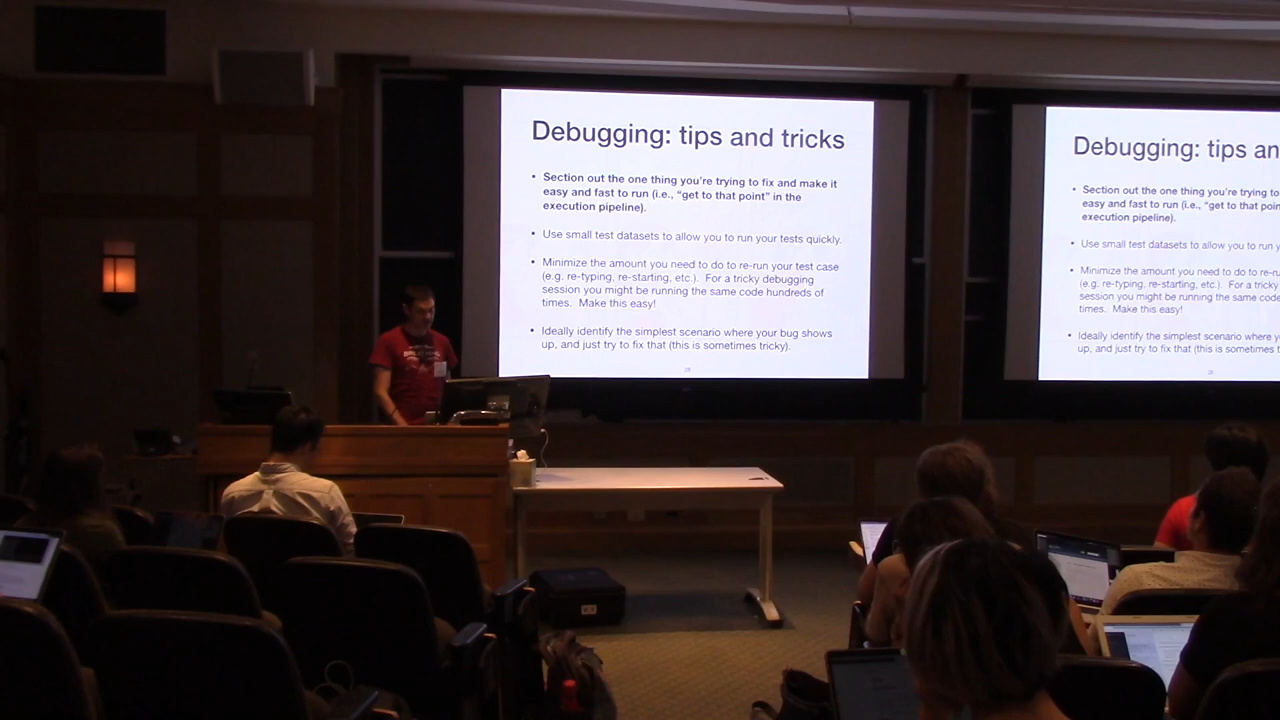 Debugging: tips and tricks
• Section out the one thing you're trying to fix and make it
easy and fast to run (i.e., "get to that point" in the
execution pipeline).
• Use small test datasets to allow you to run your tests quickly.
• Minimize the amount you need to do to re-run your test case
(e.g. re-typing, re-starting, etc.).  For a tricky debugging
session you might be running the same code hundreds of
times.  Make this easy!
• Ideally identify the simplest scenario where your bug shows
up, and just try to fix that (this is sometimes tricky).
Debugging: tips an
• Section out the one thing you're trying to
easy and fast to run (i.e., "get to that poin
execution pipeline).
• Use small test datasets to allow you to run y
• Minimize the amount you need to do to re-ru
(e.g. re-typing, re-starting, etc.).  For a tricky
session you might be running the same code
times.  Make this easy!
• Ideally identify the simplest scenario where y
up, and just try to fix that (this is sometimes t